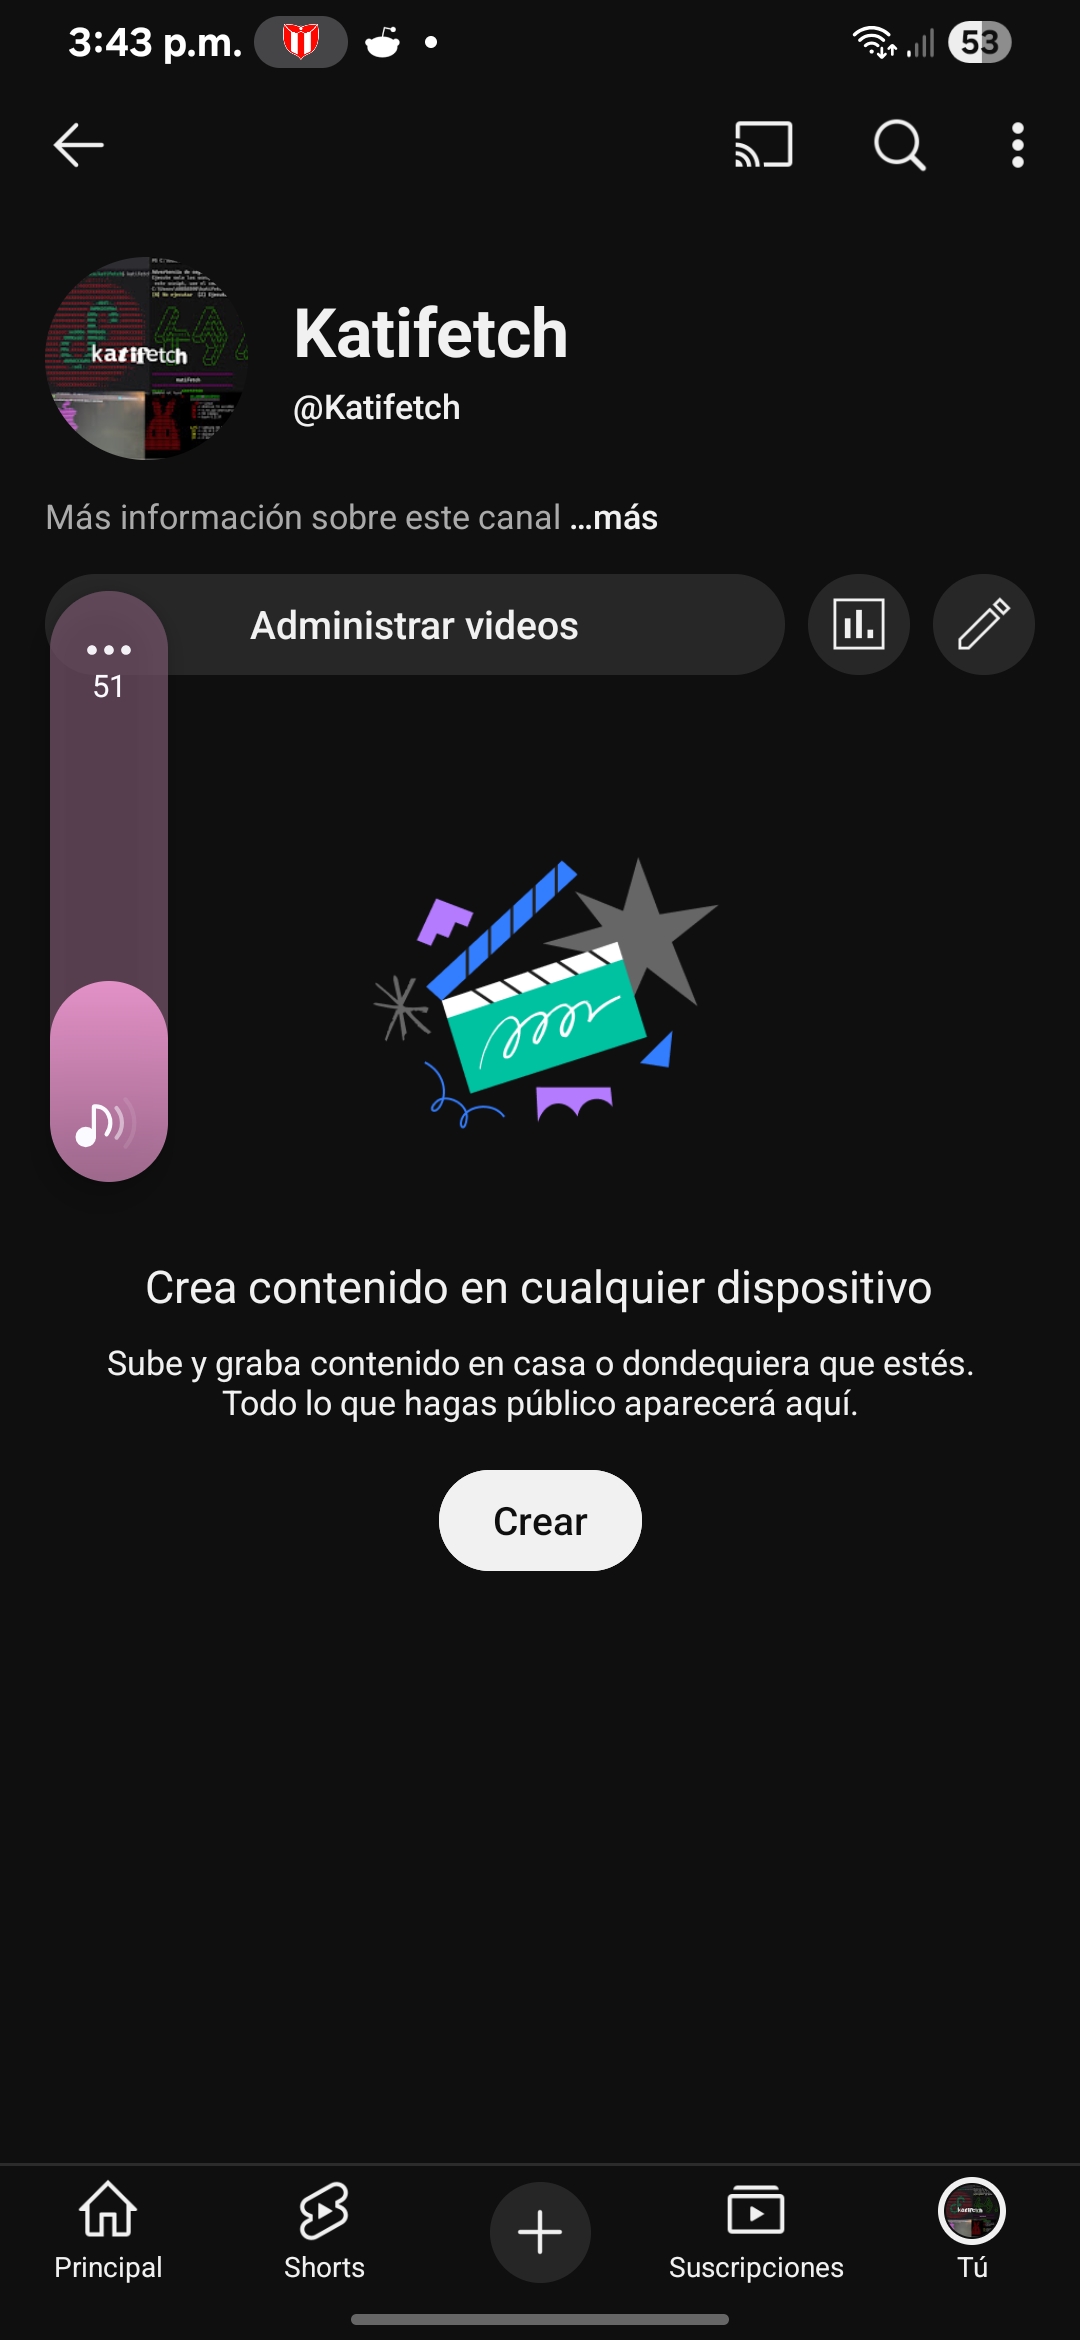 3:43 p.m.
53
katifetch
Katifetch
@Katifetch
Más información sobre este canal ...más
Administrar videos
51
Crea contenido en cualquier dispositivo
Sube y graba contenido en casa o dondequiera que estés.
Todo lo que hagas público aparecerá aquí.
Crear
Principal
Shorts
Suscripciones
Tú